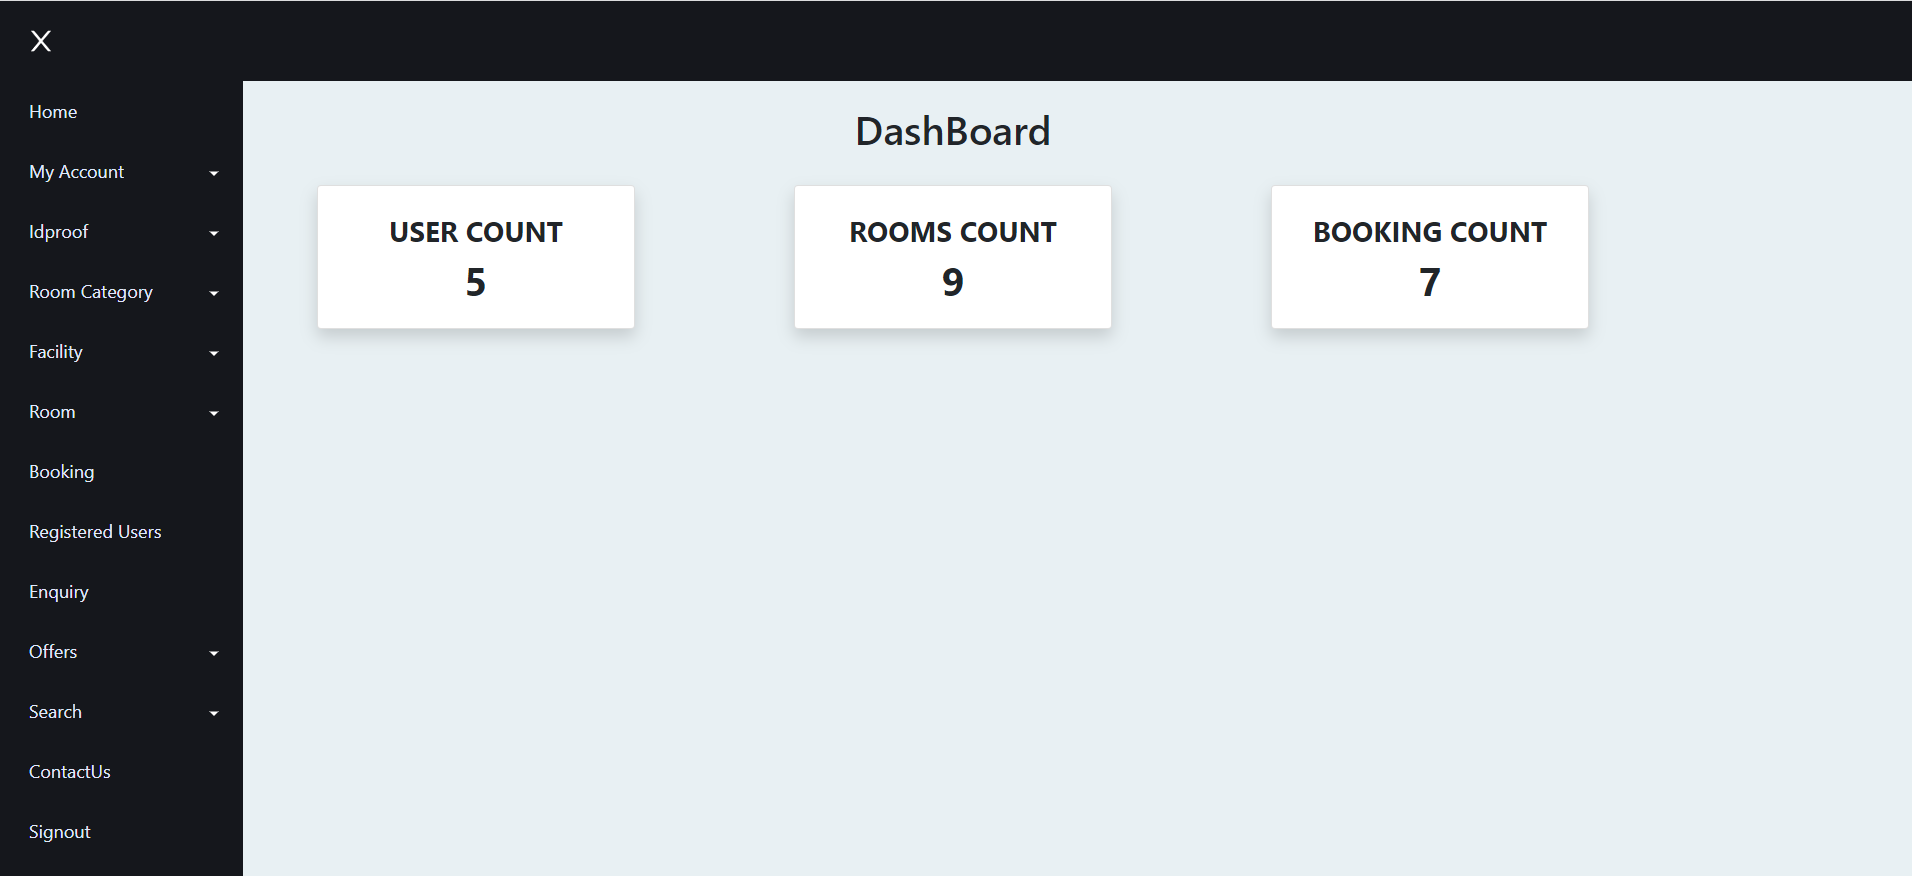 X
Home
My Account
Idproof
Room Category
Facility
Room
Booking
Registered Users
Enquiry
Offers
Search
ContactUs
Signout
DashBoard
USER COUNT
5
ROOMS COUNT
9
BOOKING COUNT
7